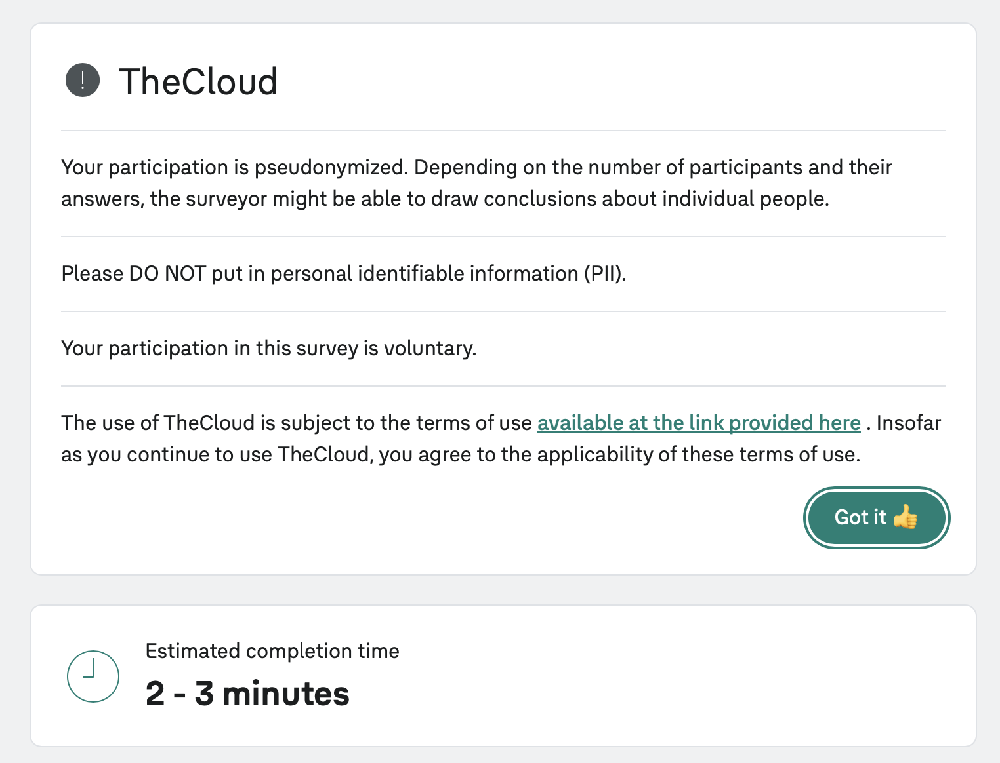 TheCloud
Your participation is pseudonymized. Depending on the number of participants and their
answers, the surveyor might be able to draw conclusions about individual people.
Please DO NOT put in personal identifiable information (PII).
Your participation in this survey is voluntary.
The use of TheCloud is subject to the terms of use available at the link provided here . Insofar
as you continue to use TheCloud, you agree to the applicability of these terms of use.
Got it 👍
Estimated completion time
2 - 3 minutes